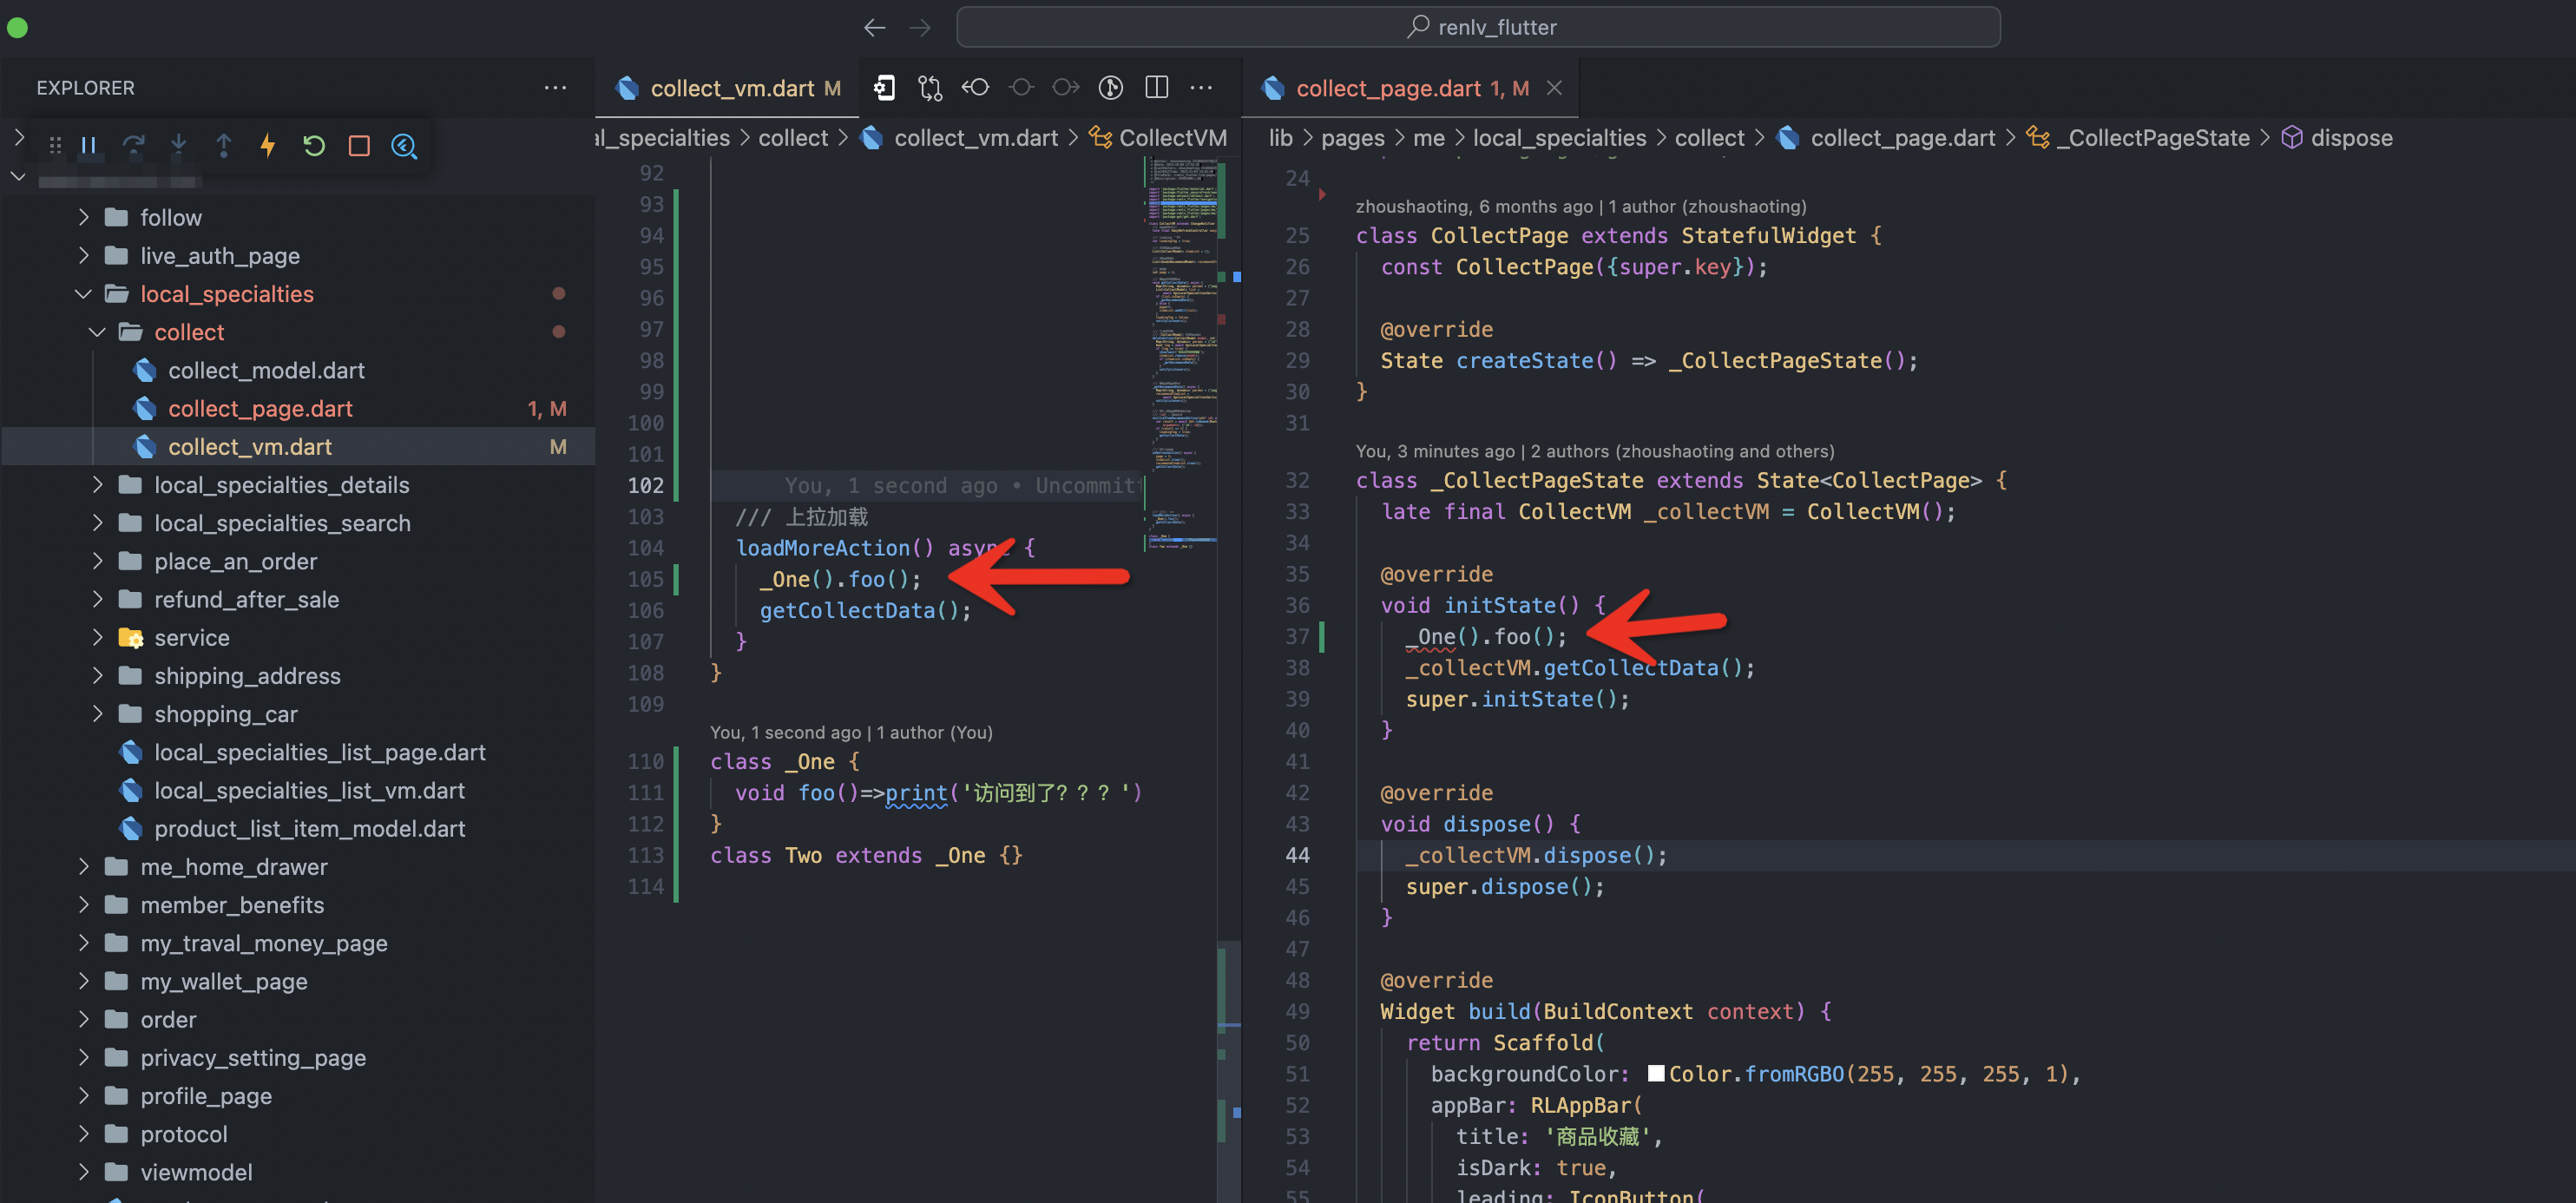 renlv_flutter
EXPLORER
follow
live_auth_page
local_specialties
collect
collect_model.dart
collect_page.dart 1, M
collect_vm.dart M
local_specialties_details
local_specialties_search
place_an_order
refund_after_sale
service
shipping_address
shopping_car
local_specialties_list_page.dart
local_specialties_list_vm.dart
product_list_item_model.dart
me_home_drawer
member_benefits
my_traval_money_page
my_wallet_page
order
privacy_setting_page
profile_page
protocol
viewmodel
collect_vm.dart M
al_specialties > collect > collect_vm.dart > CollectVM
92
93
94
95
96
97
98
99
100
101
102 You, 1 second ago • Uncommit
103 /// 上拉加载
104 loadMoreAction() async {
105 _One().foo();
106 getCollectData();
107 }
108 }
109
You, 1 second ago | 1 author (You)
110 class _One {
111 void foo()=>print('访问到了？？？')
112 }
113 class Two extends _One {}
114
collect_page.dart 1, M
lib > pages > me > local_specialties > collect > collect_page.dart > _CollectPageState > dispose
24
zhoushaoting, 6 months ago | 1 author (zhoushaoting)
25 class CollectPage extends StatefulWidget {
26 const CollectPage({super.key});
27
28 @override
29 State createState() => _CollectPageState();
30 }
31
You, 3 minutes ago | 2 authors (zhoushaoting and others)
32 class _CollectPageState extends State<CollectPage> {
33 late final CollectVM _collectVM = CollectVM();
34
35 @override
36 void initState() {
37 _One().foo();
38 _collectVM.getCollectData();
39 super.initState();
40 }
41
42 @override
43 void dispose() {
44 _collectVM.dispose();
45 super.dispose();
46 }
47
48 @override
49 Widget build(BuildContext context) {
50 return Scaffold(
51 backgroundColor: Color.fromRGBO(255, 255, 255, 1),
52 appBar: RLAppBar(
53 title: '商品收藏',
54 isDark: true,
55 leading: IconButton(